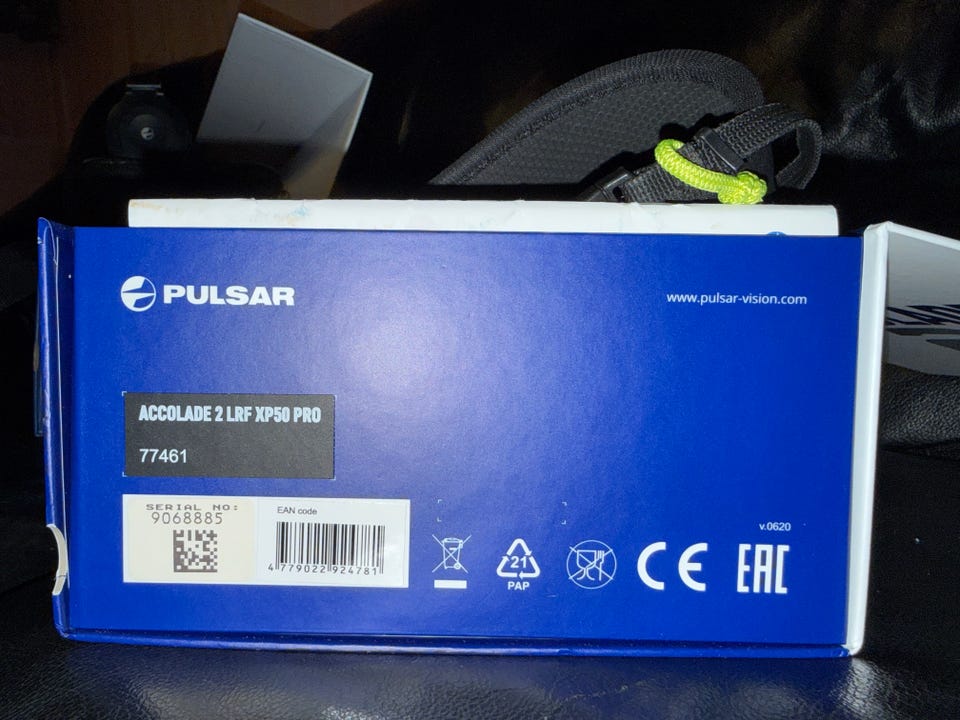 PULSAR
www.pulsar-vision.com
ACCOLADE 2 LRF XP50 PRO
77461
SERIAL NO:
9068885
EAN code
4 779022 924781
21
PAP
v.0620
CE
EAC